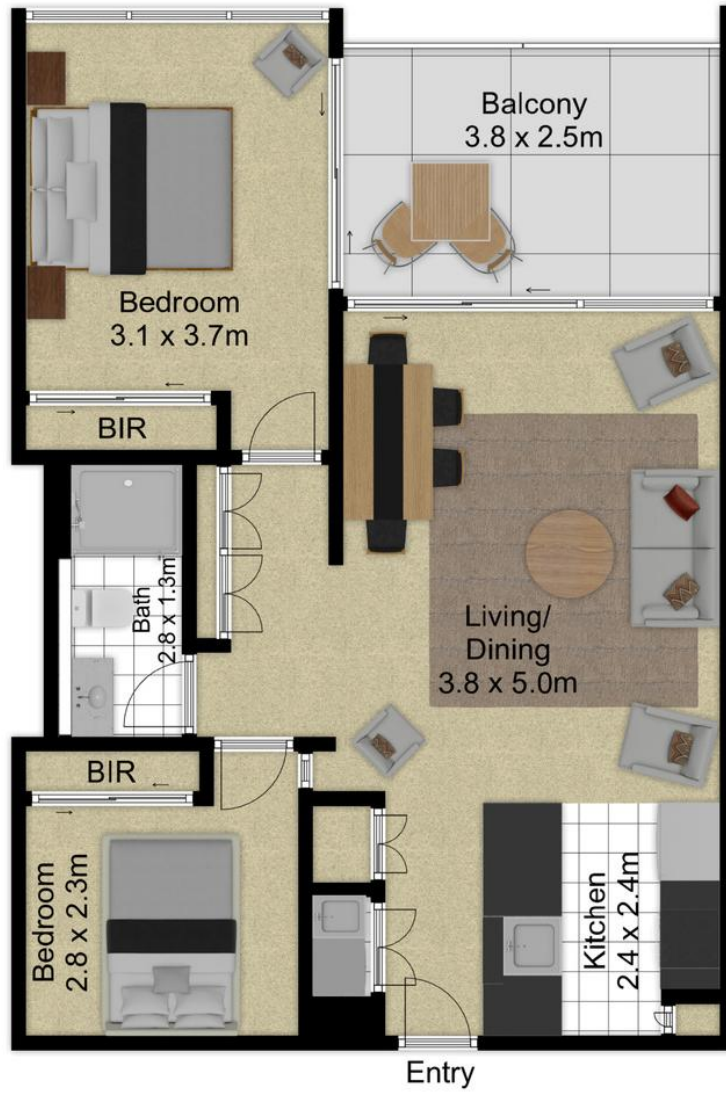 Balcony
3.8 x 2.5m
Bedroom
3.1 x 3.7m
BIR
Bath
2.8 x 1.3m
Living/
Dining
3.8 x 5.0m
BIR
Bedroom
2.8 x 2.3m
Kitchen
2.4 x 2.4m
Entry